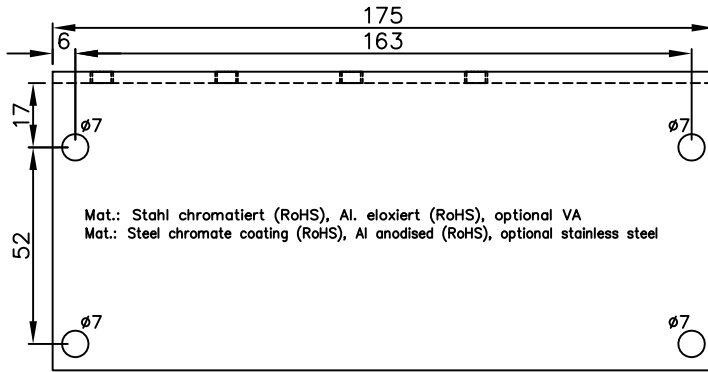 175
6
163
17
ø7
ø7
Mat.: Stahl chromatiert (RoHS), Al. eloxiert (RoHS), optional VA
Mat.: Steel chromate coating (RoHS), Al anodised (RoHS), optional stainless steel
52
ø7
ø7